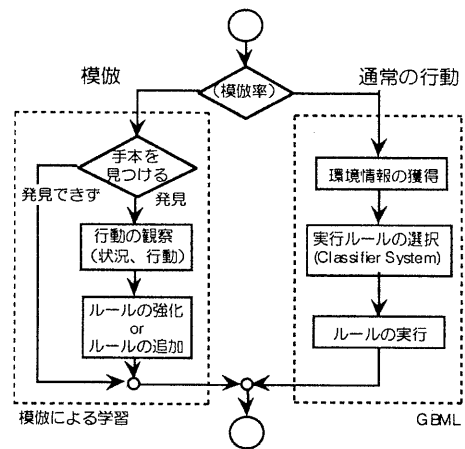 模倣
通常の行動
(模倣率)
手本を
見つける
発見できず
発見
行動の観察
(状況、行動)
ルールの強化
or
ルールの追加
環境情報の獲得
実行ルールの選択
(Classifier System)
ルールの実行
模倣による学習
GBML